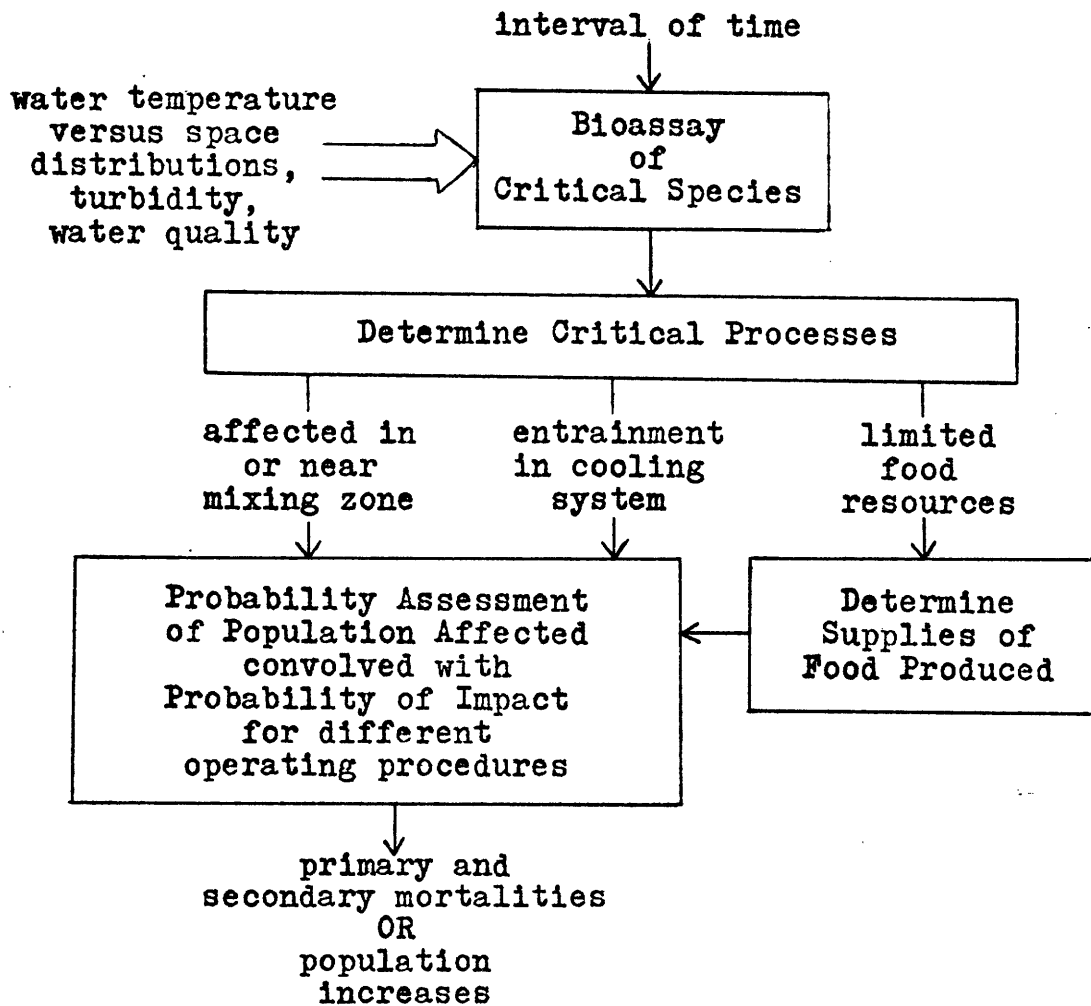 interval of time
water temperature
versus space
distributions,
turbidity,
water quality
Bioassay
of
Critical Species
Determine Critical Processes
affected in
or near
mixing zone
entrainment
in cooling
system
limited
food
resources
Probability Assessment
of Population Affected
convolved with
Probability of Impact
for different
operating procedures
Determine
Supplies of
Food Produced
primary and
secondary mortalities
OR
population
increases